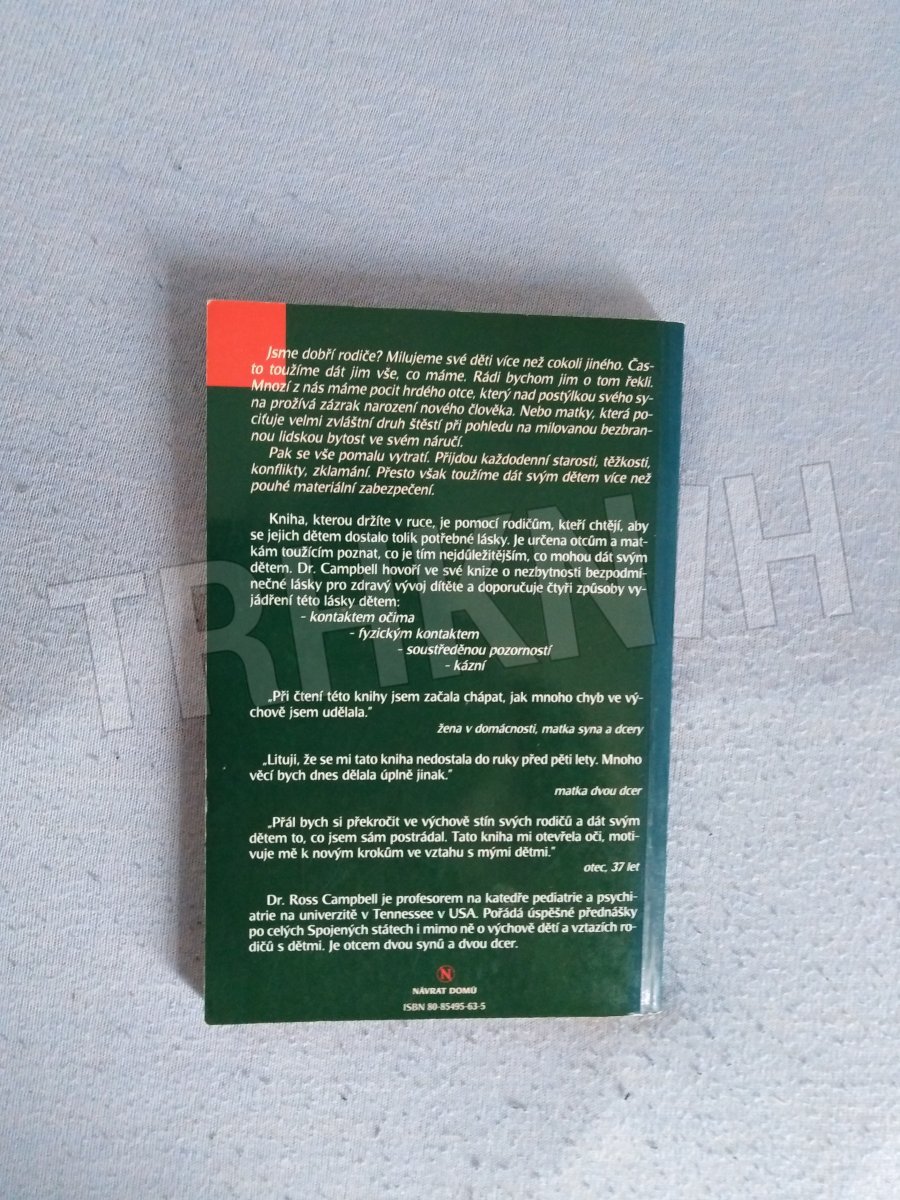 Jsme dobří rodiče? Milujeme své děti více než cokoli jiného. Čas-
to toužíme dát jim vše, co máme. Rádi bychom jim o tom řekli.
Mnozí z nás máme pocit hrdého otce, který nad postýlkou svého sy-
na prožívá zázrak narození nového člověka. Nebo matky, která po-
ciťuje velmi zvláštní druh štěstí při pohledu na milovanou bezbran-
nou lidskou bytost ve svém náručí.
Pak se vše pomalu vytratí. Přijdou každodenní starosti, těžkosti,
konflikty, zklamání. Přesto však toužíme dát svým dětem více než
pouhé materiální zabezpečení.
Kniha, kterou držíte v ruce, je pomocí rodičům, kteří chtějí, aby
se jejich dětem dostalo tolik potřebné lásky. Je určena otcům a mat-
kám toužícím poznat, co je tím nejdůležitějším, co mohou dát svým
dětem. Dr. Campbell hovoří ve své knize o nezbytnosti bezpodmí-
nečné lásky pro zdravý vývoj dítěte a doporučuje čtyři způsoby vy-
jádření této lásky dětem:
- kontaktem očima
- fyzickým kontaktem
- soustředěnou pozorností
- kázní
„Při čtení této knihy jsem začala chápat, jak mnoho chyb ve vý-
chově jsem udělala."
žena v domácnosti, matka syna a dcery
„Lituji, že se mi tato kniha nedostala do ruky před pěti lety. Mnoho
věcí bych dnes dělala úplně jinak."
matka dvou dcer
„Přál bych si překročit ve výchově stín svých rodičů a dát svým
dětem to, co jsem sám postrádal. Tato kniha mi otevřela oči, moti-
vuje mě k novým krokům ve vztahu s mými dětmi."
otec, 37 let
Dr. Ross Campbell je profesorem na katedře pediatrie a psychi-
atrie na univerzitě v Tennessee v USA. Pořádá úspěšné přednášky
po celých Spojených státech i mimo ně o výchově dětí a vztazích ro-
dičů s dětmi. Je otcem dvou synů a dvou dcer.
N
NÁVRAT DOMŮ
ISBN 80-85495-63-5